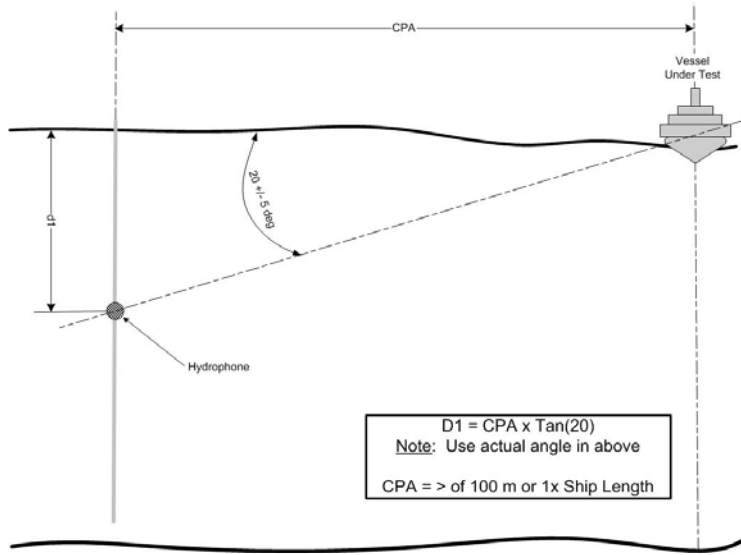 CPA
Vessel
Under Test
20 +/- 5 deg
d1
Hydrophone
D1 = CPA x Tan(20)
Note: Use actual angle in above
CPA = > of 100 m or 1x Ship Length